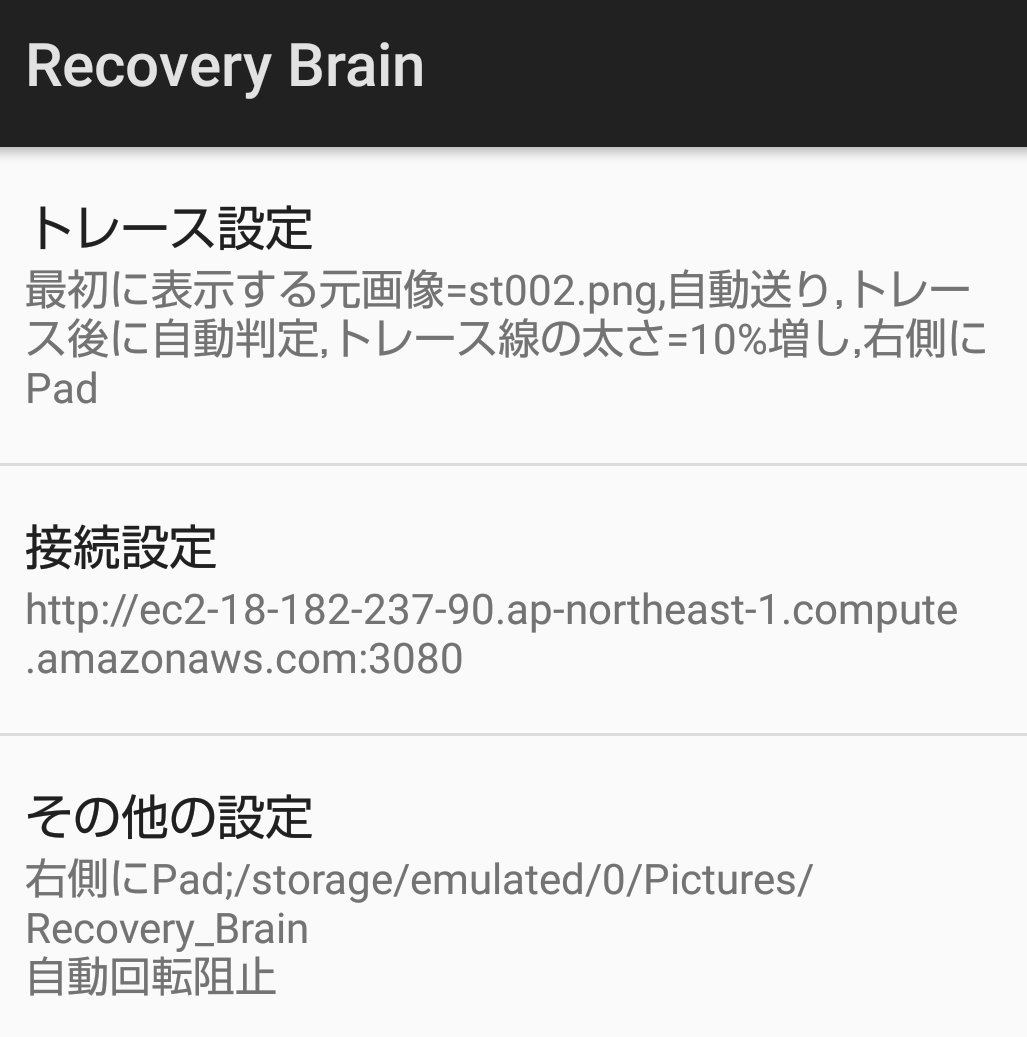 Recovery Brain
トレース設定
最初に表示する元画像=st002.png,自動送り,トレー
ス後に自動判定,トレース線の太さ=10%増し,右側に
Pad
接続設定
http://ec2-18-182-237-90.ap-northeast-1.compute
.amazonaws.com:3080
その他の設定
右側にPad;/storage/emulated/0/Pictures/
Recovery_Brain
自動回転阻止